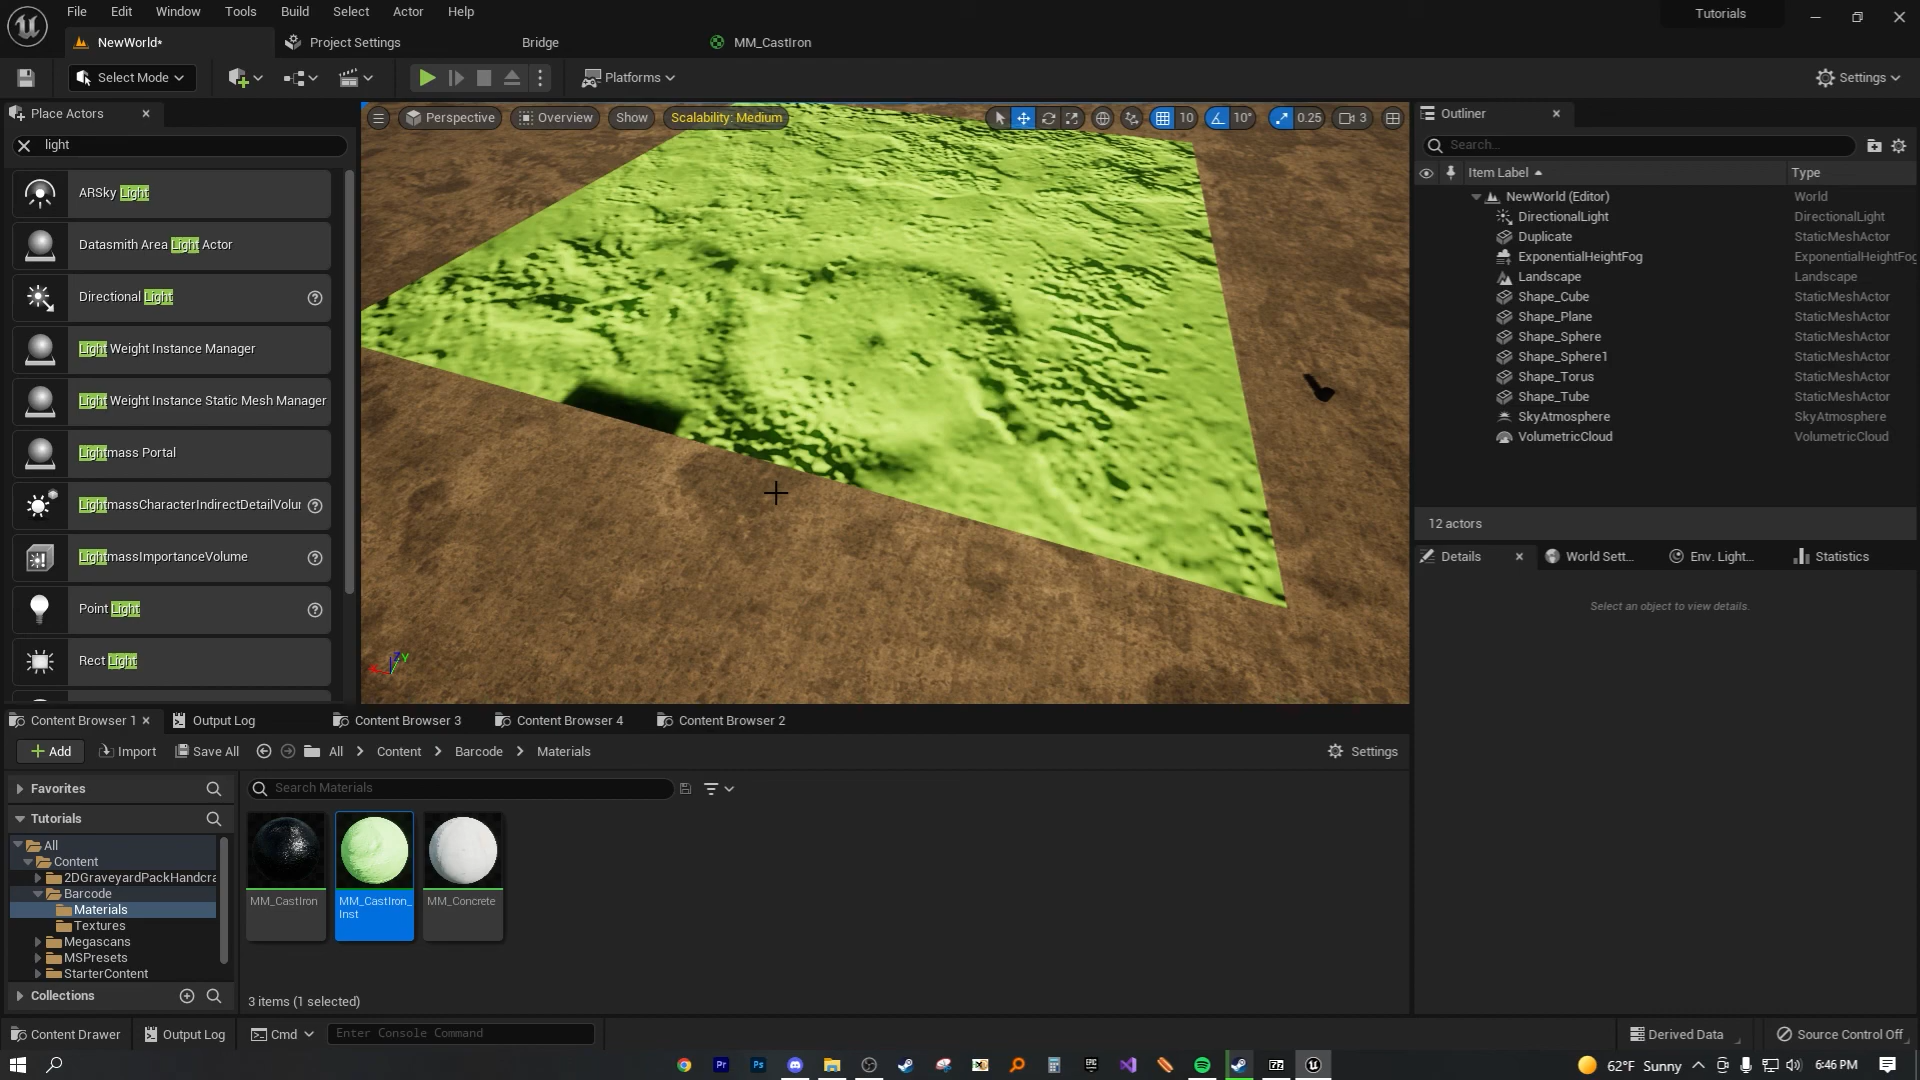 File Edit Window Tools Build Select Actor Help
Tutorials
NewWorld*
Project Settings
Bridge
MM_CastIron
Select Mode
Platforms
Settings
Place Actors
light
ARSky Light
Datasmith Area Light Actor
Directional Light
Light Weight Instance Manager
Light Weight Instance Static Mesh Manager
Lightmass Portal
LightmassCharacterIndirectDetailVolur
LightmassImportanceVolume
Point Light
Rect Light
Perspective
Overview
Show
Scalability: Medium
10
10°
0.25
3
Outliner
Search...
Item Label
Type
NewWorld (Editor) World
DirectionalLight DirectionalLight
Duplicate StaticMeshActor
ExponentialHeightFog ExponentialHeightFog
Landscape Landscape
Shape_Cube StaticMeshActor
Shape_Plane StaticMeshActor
Shape_Sphere StaticMeshActor
Shape_Sphere1 StaticMeshActor
Shape_Torus StaticMeshActor
Shape_Tube StaticMeshActor
SkyAtmosphere SkyAtmosphere
VolumetricCloud VolumetricCloud
12 actors
Details
World Sett...
Env. Light...
Statistics
Select an object to view details.
Content Browser 1
Output Log
Content Browser 3
Content Browser 4
Content Browser 2
Add
Import
Save All
All > Content > Barcode > Materials
Settings
Favorites
Tutorials
All
Content
2DGraveyardPackHandcra
Barcode
Materials
Textures
Megascans
MSPresets
StarterContent
Collections
Search Materials
MM_CastIron
MM_CastIron_
Inst
MM_Concrete
3 items (1 selected)
Content Drawer
Output Log
Cmd
Enter Console Command
Derived Data
Source Control Off
Pr
Ps
62°F Sunny
6:46 PM